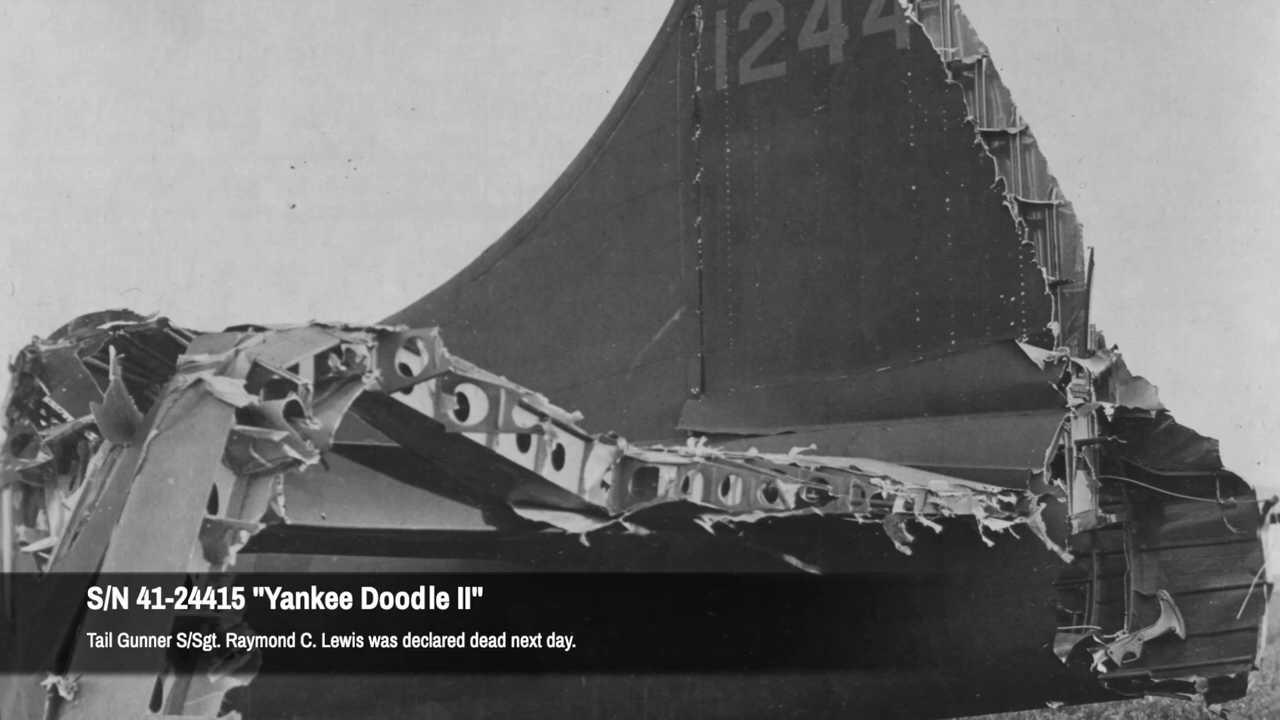 1244
S/N 41-24415 "Yankee Doodle II"
Tail Gunner S/Sgt. Raymond C. Lewis was declared dead next day.